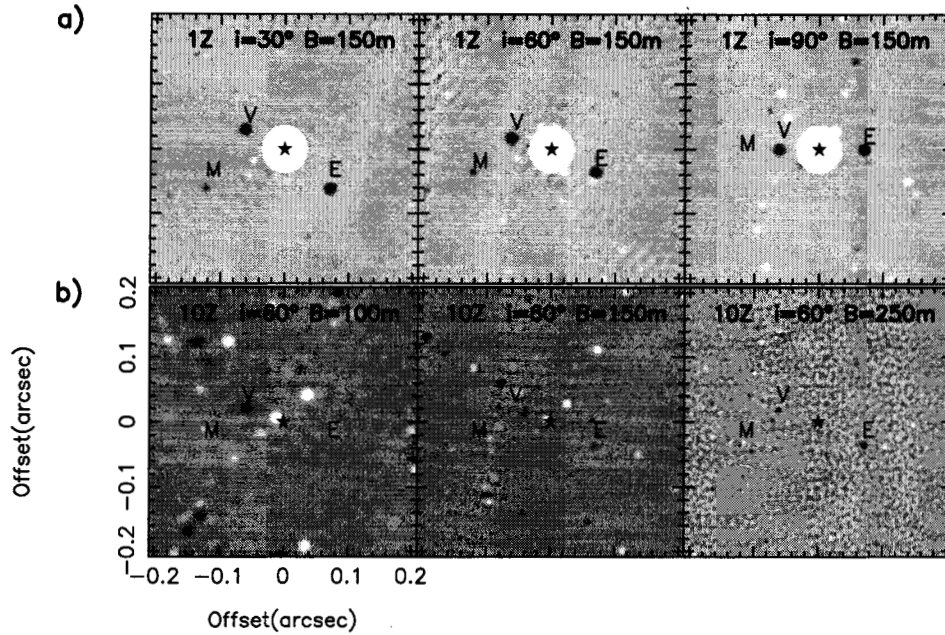 a)
1Z i=30° B=150m
1Z i=60° B=150m
1Z i=90° B=150m
V
M
E
V
M
E
M
V
E
b)
10Z i=60° B=100m
10Z i=60° B=150m
10Z i=60° B=250m
V
M
E
V
M
E
V
M
E
0.2
0.1
0
−0.1
−0.2
Offset(arcsec)
−0.2 −0.1 0 0.1 0.2
Offset(arcsec)